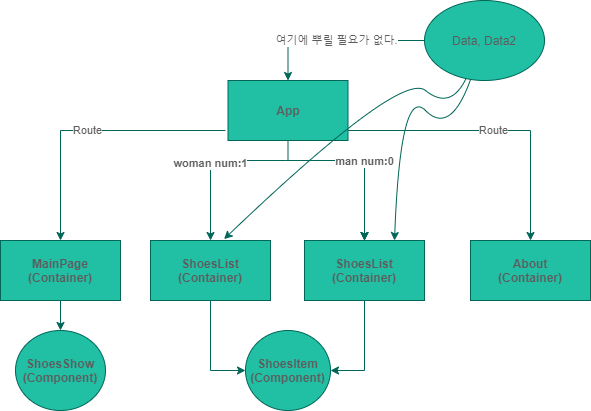 여기에 뿌릴 필요가 없다.
Data, Data2
App
Route
Route
woman num:1
man num:0
MainPage
(Container)
ShoesList
(Container)
ShoesList
(Container)
About
(Container)
ShoesShow
(Component)
ShoesItem
(Component)